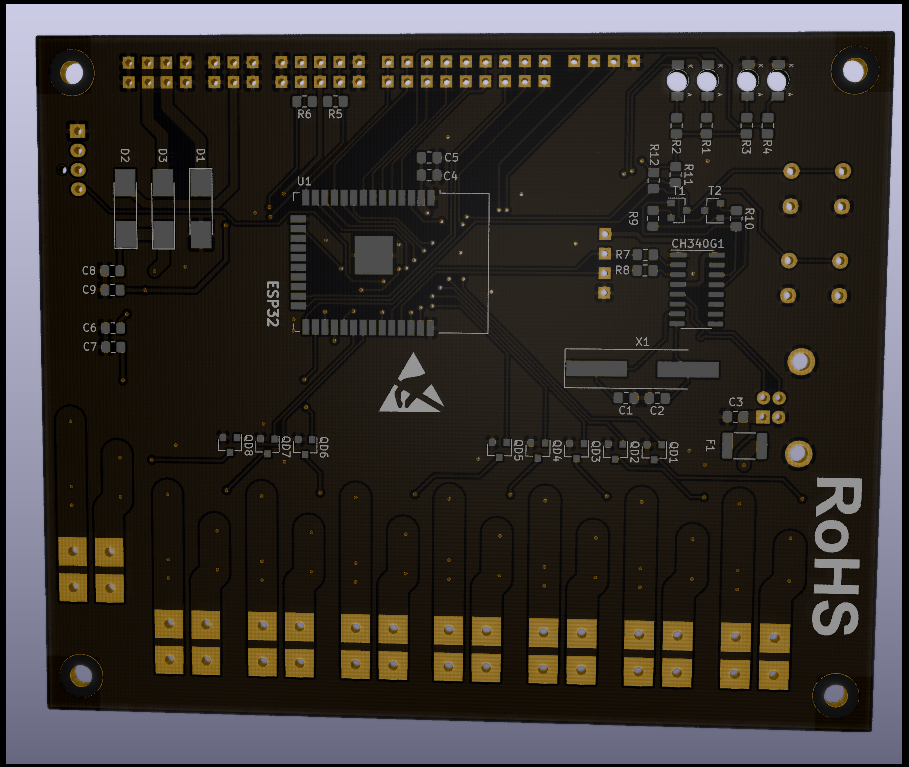 K
K
K
K
A
A
A
A
R6
R5
R2
R1
R3
R4
D2
D3
D1
C5
C4
R12
R11
U1
T1
T2
R9
R10
CH340G1
R7
R8
C8
C9
ESP32
C6
C7
X1
C1
C2
C3
F1
QD8
QD7
QD6
QD5
QD4
QD3
QD2
QD1
RoHS